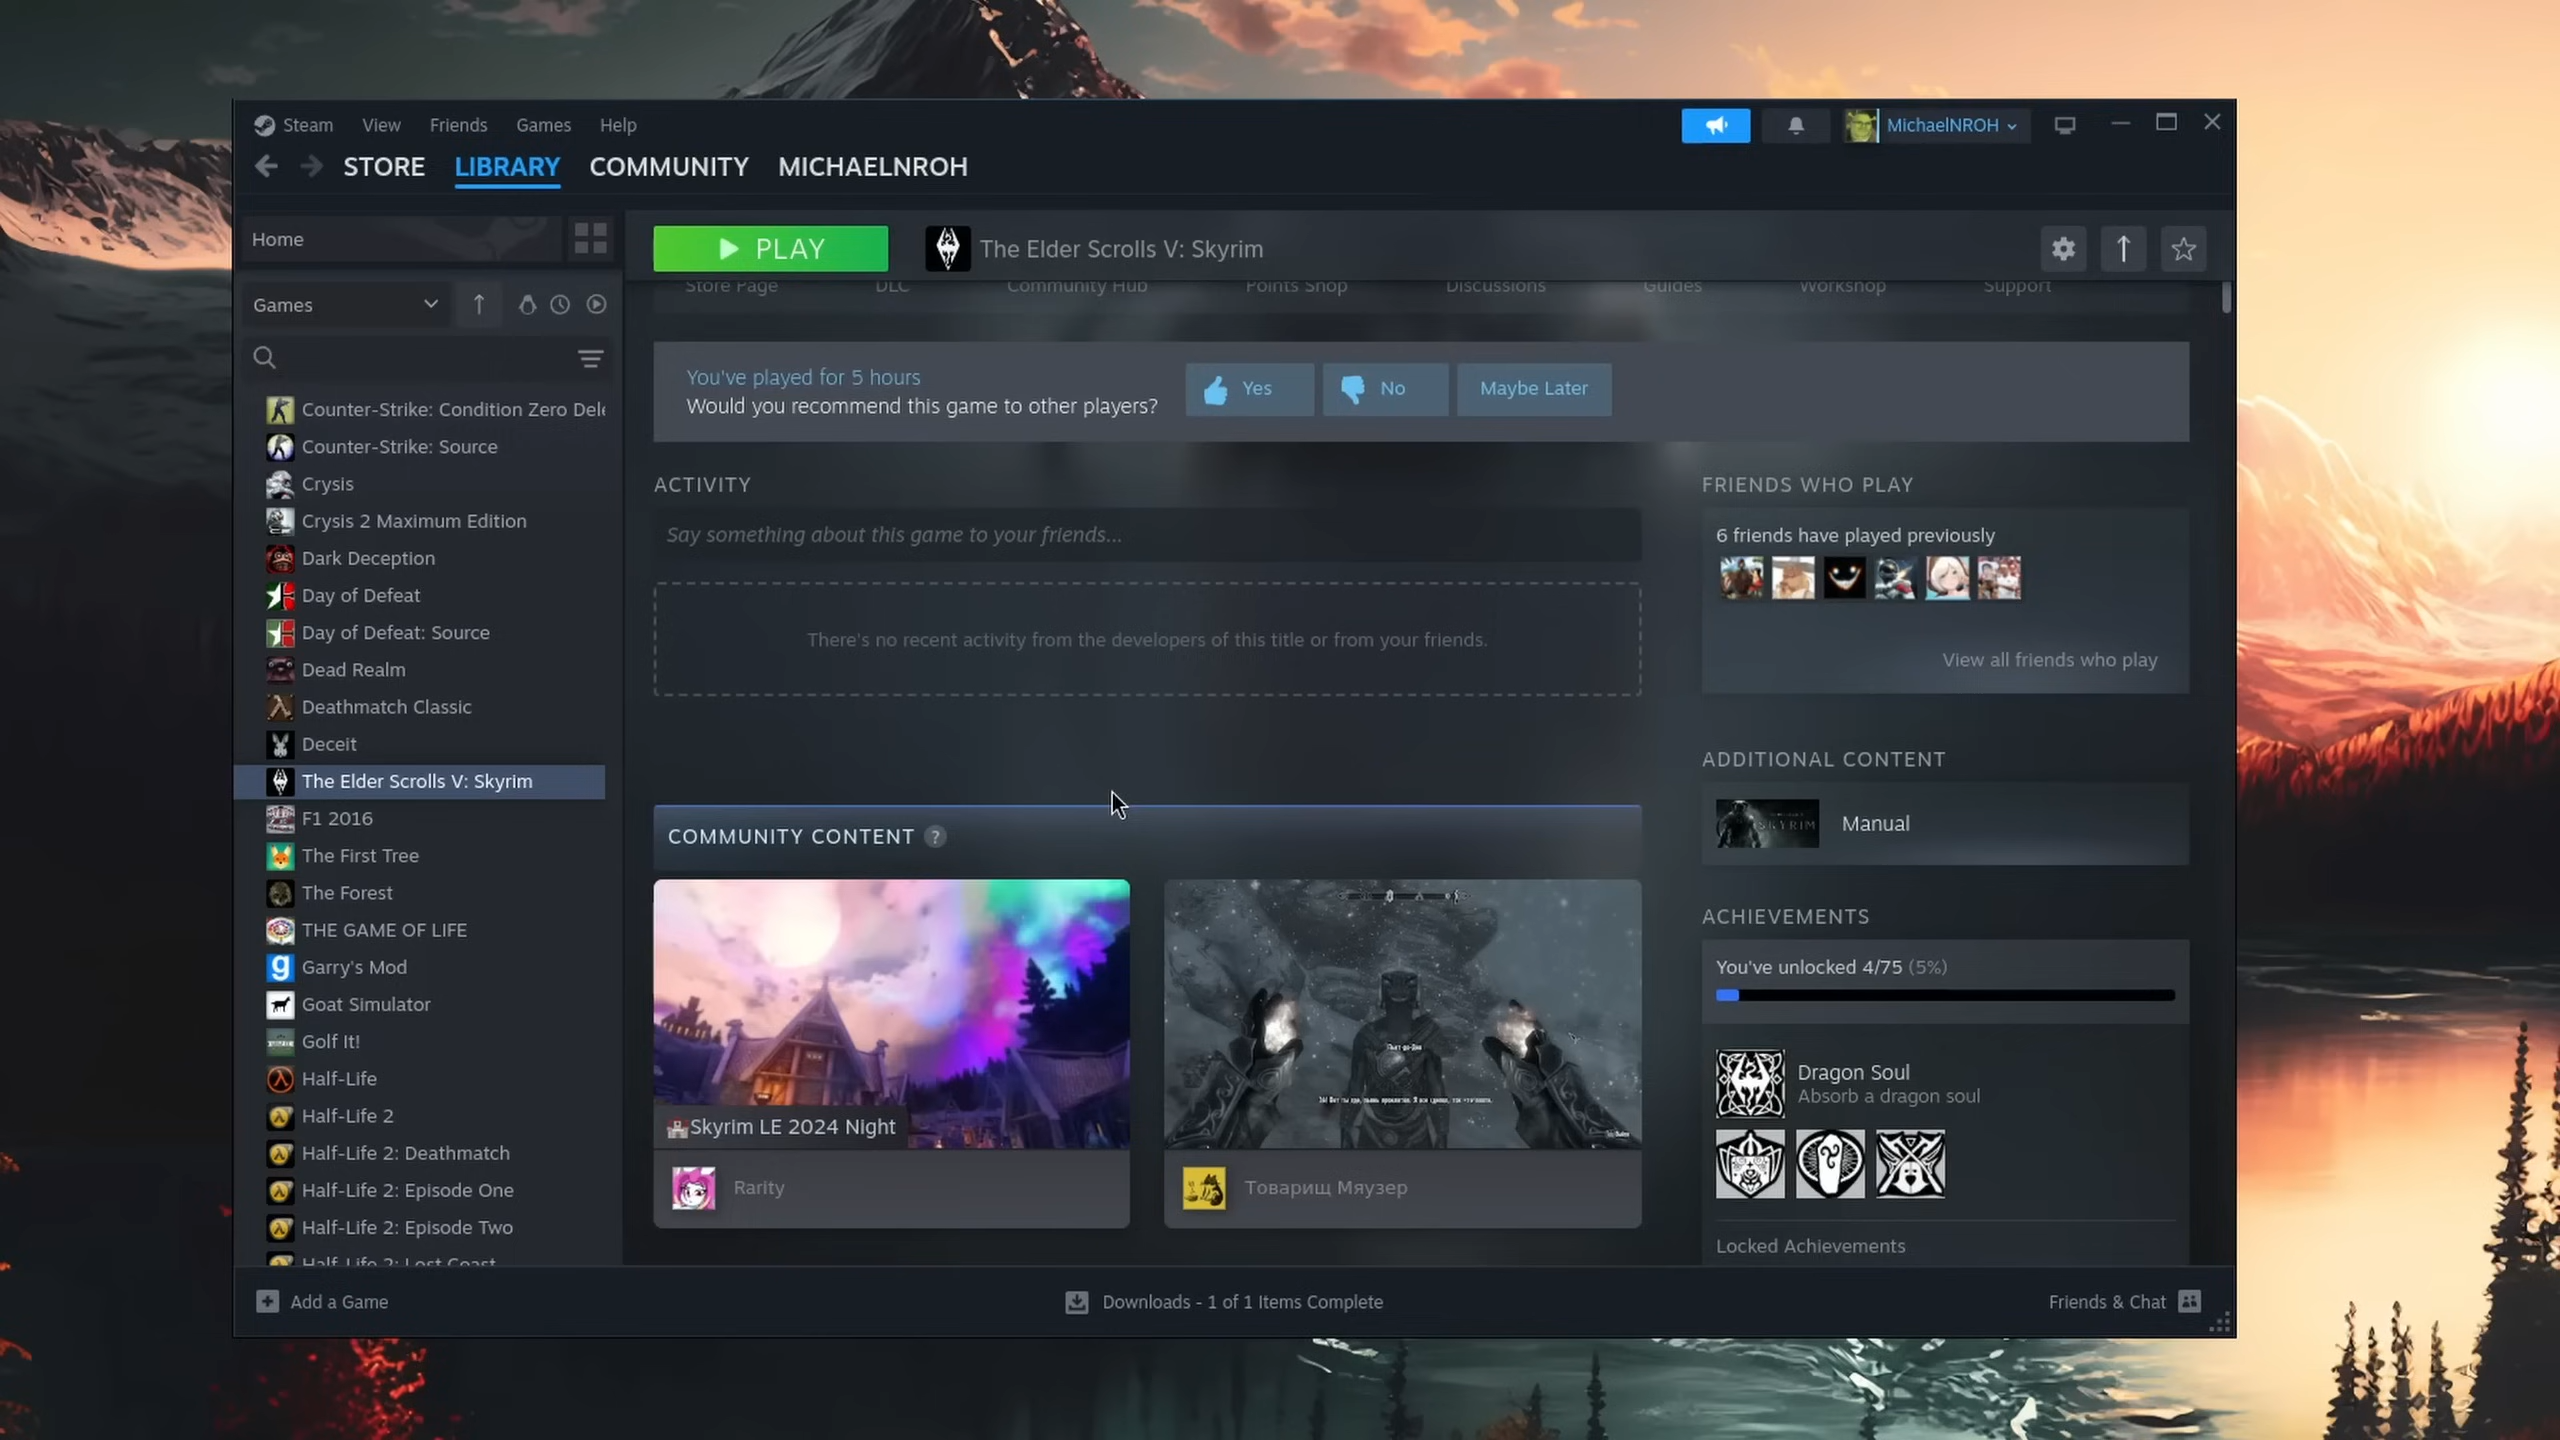 Steam View Friends Games Help
MichaelNROH
STORE LIBRARY COMMUNITY MICHAELNROH
Home
PLAY The Elder Scrolls V: Skyrim
Store Page DLC Community Hub Points Shop Discussions Guides Workshop Support
Games
Counter-Strike: Condition Zero Dele
Counter-Strike: Source
Crysis
Crysis 2 Maximum Edition
Dark Deception
Day of Defeat
Day of Defeat: Source
Dead Realm
Deathmatch Classic
Deceit
The Elder Scrolls V: Skyrim
F1 2016
The First Tree
The Forest
THE GAME OF LIFE
Garry's Mod
Goat Simulator
Golf It!
Half-Life
Half-Life 2
Half-Life 2: Deathmatch
Half-Life 2: Episode One
Half-Life 2: Episode Two
Half-Life 2: Lost Coast
You've played for 5 hours
Would you recommend this game to other players?
Yes
No
Maybe Later
ACTIVITY
Say something about this game to your friends...
There's no recent activity from the developers of this title or from your friends.
COMMUNITY CONTENT ?
Skyrim LE 2024 Night
Rarity
Товарищ Мяузер
FRIENDS WHO PLAY
6 friends have played previously
View all friends who play
ADDITIONAL CONTENT
SKYRIM
Manual
ACHIEVEMENTS
You've unlocked 4/75 (5%)
Dragon Soul
Absorb a dragon soul
Locked Achievements
Add a Game
Downloads - 1 of 1 Items Complete
Friends & Chat